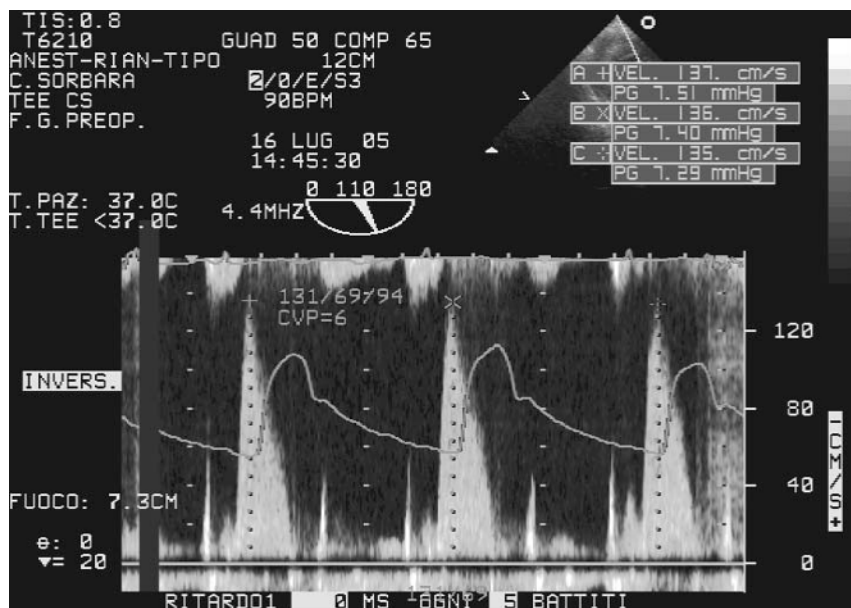 TIS:0.8
T6210 GUAD 50 COMP 65
ANEST-RIAN-TIPO 12CM
C.SORBARA 2/0/E/S3
TEE CS 90BPM
F.G.PREOP.
16 LUG 05
14:45:30
A + VEL. 137. cm/s
PG 7.51 mmHg
B × VEL. 136. cm/s
PG 7.40 mmHg
C VEL. 135. cm/s
PG 7.29 mmHg
T.PAZ: 37.0C
T.TEE <37.0C
0 110 180
4.4MHZ
131/69/94
CVP=6
120
INVERS.
80
-CM/S+
40
FUOCO: 7.3CM
0
= 20
0
RITARDO1 0 MS 5 BATTITI